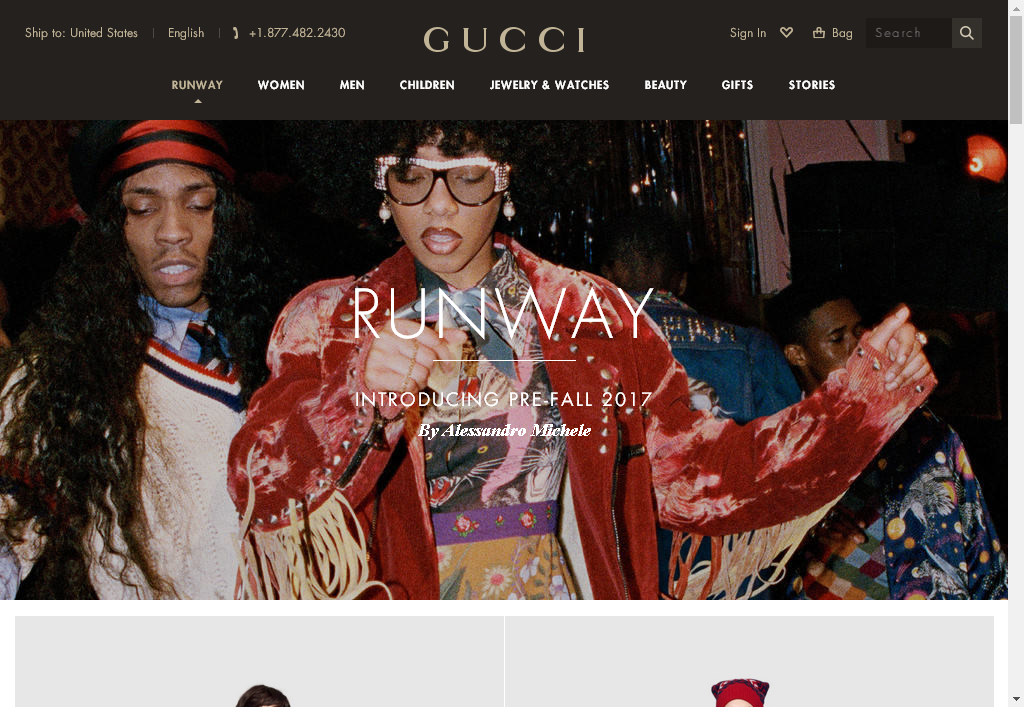 Ship to: United States
English
+1.877.482.2430
GUCCI
Sign In
Bag
Search
RUNWAY
WOMEN
MEN
CHILDREN
JEWELRY & WATCHES
BEAUTY
GIFTS
STORIES
RUNWAY
INTRODUCING PRE-FALL 2017
By Alessandro Michele